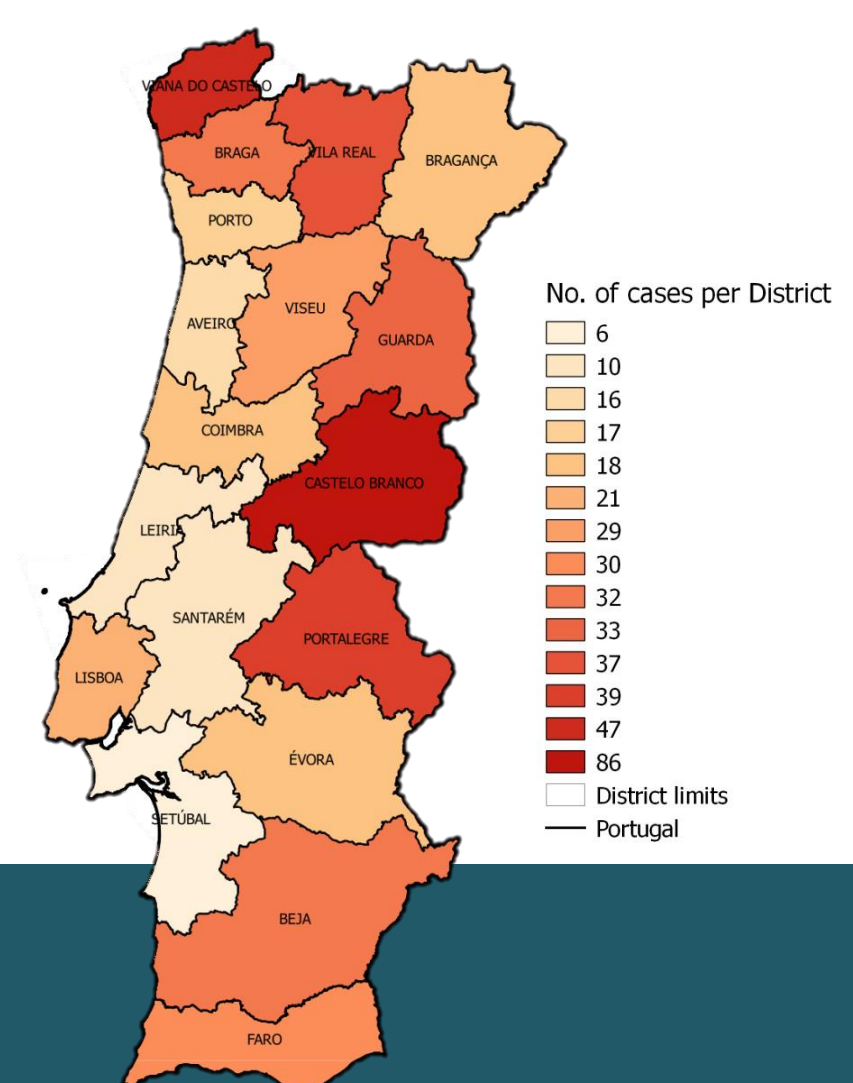 VIANA DO CASTELO
BRAGA
VILA REAL
BRAGANÇA
PORTO
VISEU
AVEIRO
GUARDA
COIMBRA
CASTELO BRANCO
LEIRIA
SANTARÉM
PORTALEGRE
LISBOA
ÉVORA
SETÚBAL
BEJA
FARO
No. of cases per District
6
10
16
17
18
21
29
30
32
33
37
39
47
86
District limits
Portugal